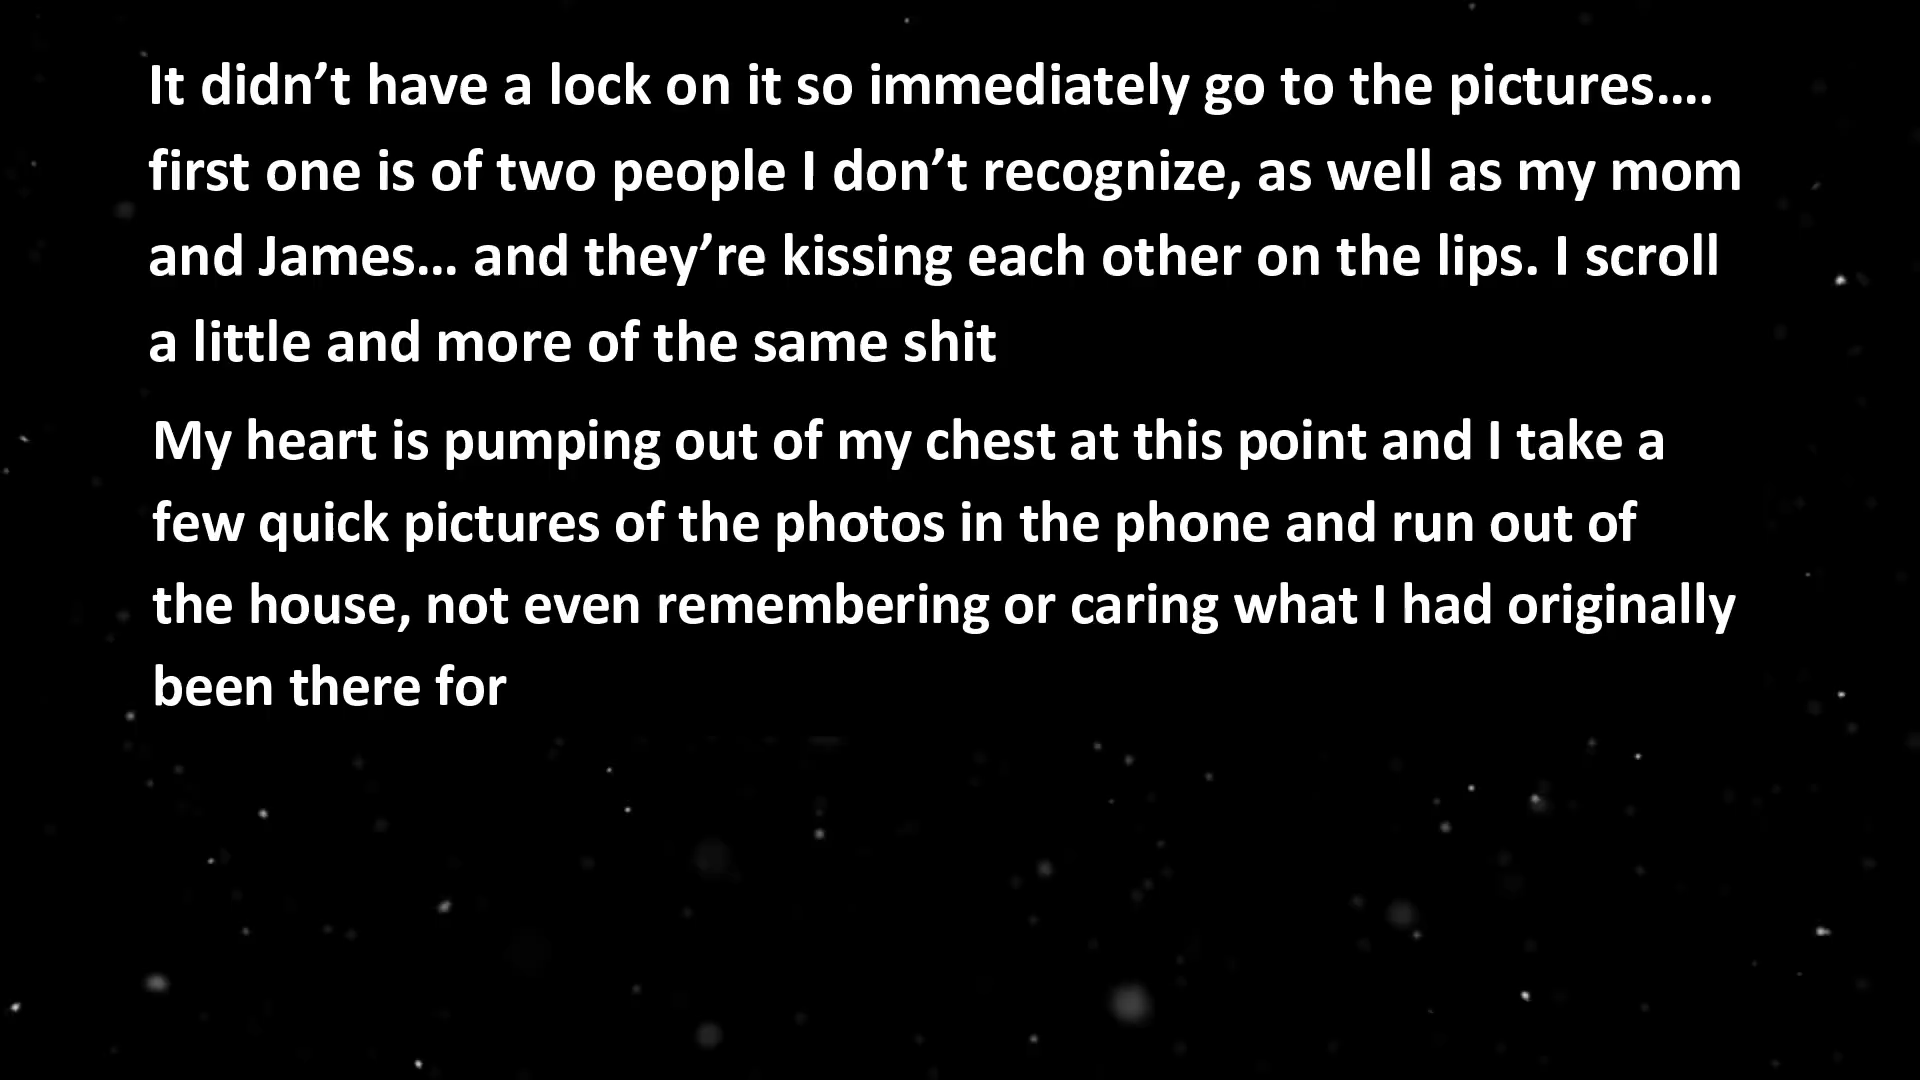 It didn’t have a lock on it so immediately go to the pictures....
first one is of two people I don’t recognize, as well as my mom
and James... and they’re kissing each other on the lips. I scroll
a little and more of the same shit
My heart is pumping out of my chest at this point and I take a
few quick pictures of the photos in the phone and run out of
the house, not even remembering or caring what I had originally
been there for